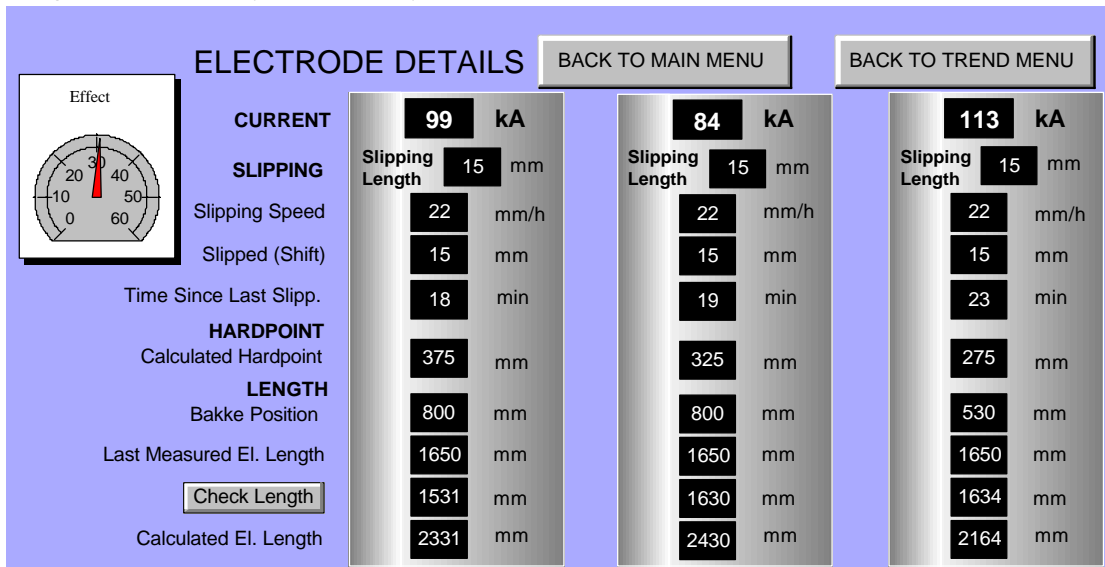 ELECTRODE DETAILS BACK TO MAIN MENU BACK TO TREND MENU
Effect
0 10 20 30 40 50 60
CURRENT 99 kA 84 kA 113 kA
SLIPPING Slipping Length 15 mm Slipping Length 15 mm Slipping Length 15 mm
Slipping Speed 22 mm/h 22 mm/h 22 mm/h
Slipped (Shift) 15 mm 15 mm 15 mm
Time Since Last Slipp. 18 min 19 min 23 min
HARDPOINT
Calculated Hardpoint 375 mm 325 mm 275 mm
LENGTH
Bakke Position 800 mm 800 mm 530 mm
Last Measured El. Length 1650 mm 1650 mm 1650 mm
Check Length 1531 mm 1630 mm 1634 mm
Calculated El. Length 2331 mm 2430 mm 2164 mm